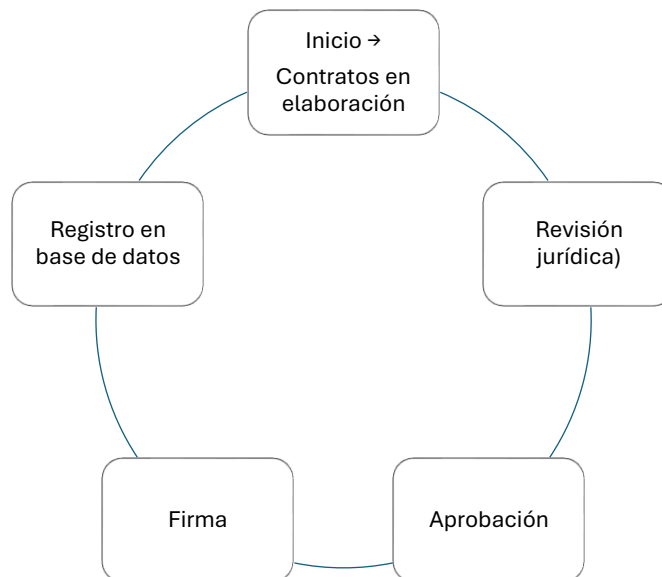 Inicio →
Contratos en
elaboración
Revisión
jurídica)
Aprobación
Firma
Registro en
base de datos